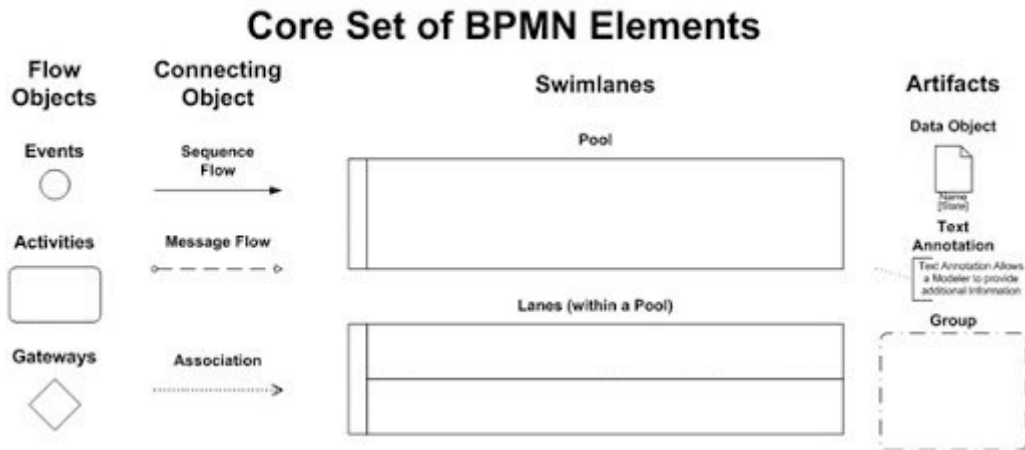 Core Set of BPMN Elements
Flow
Objects
Events
Activities
Gateways
Connecting
Object
Sequence
Flow
Message Flow
Association
Swimlanes
Pool
Lanes (within a Pool)
Artifacts
Data Object
Name
[State]
Text
Annotation
Text Annotation Allows
a Modeler to provide
additional Information
Group